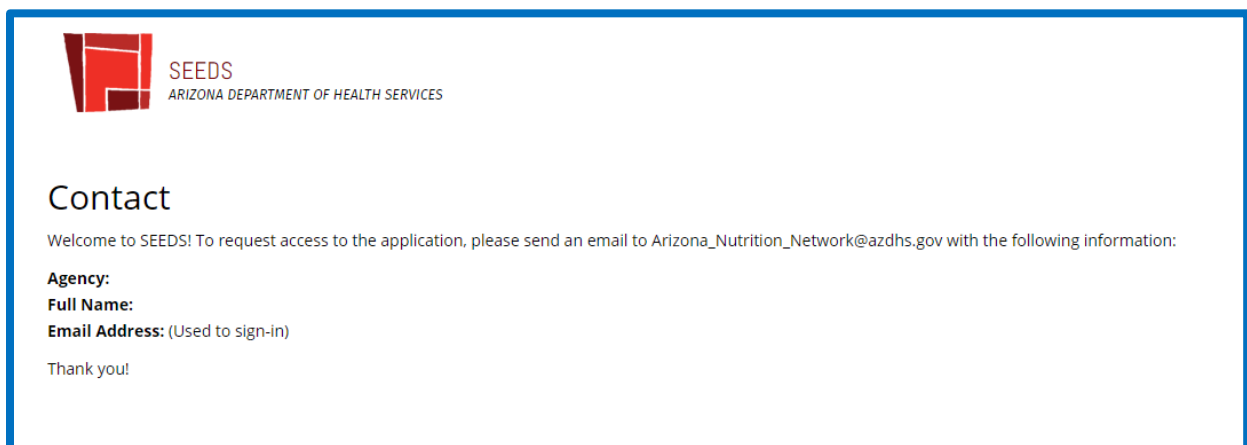 SEEDS
ARIZONA DEPARTMENT OF HEALTH SERVICES
Contact
Welcome to SEEDS! To request access to the application, please send an email to Arizona_Nutrition_Network@azdhs.gov with the following information:
Agency:
Full Name:
Email Address: (Used to sign-in)
Thank you!